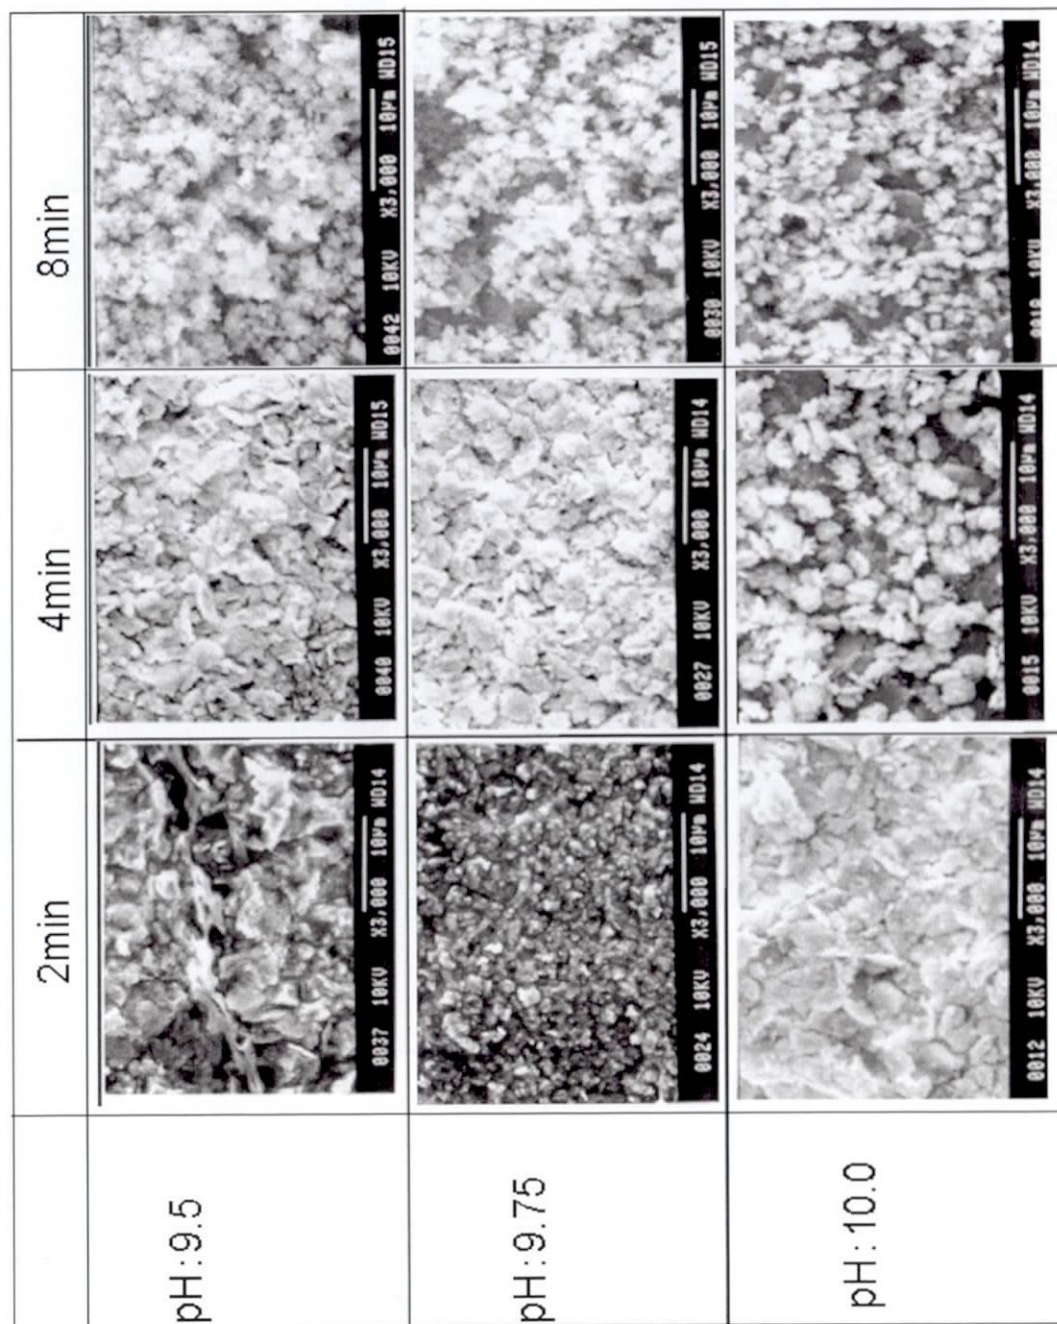 2min
4min
8min
pH:9.5
0037 10KV X3,000 10µm WD14
0040 10KV X3,000 10µm WD15
0042 10KV X3,000 10µm WD15
pH:9.75
0024 10KV X3,000 10µm WD14
0027 10KV X3,000 10µm WD14
0030 10KV X3,000 10µm WD15
pH:10.0
0012 10KV X3,000 10µm WD14
0015 10KV X3,000 10µm WD14
10KV X3,000 10µm WD14